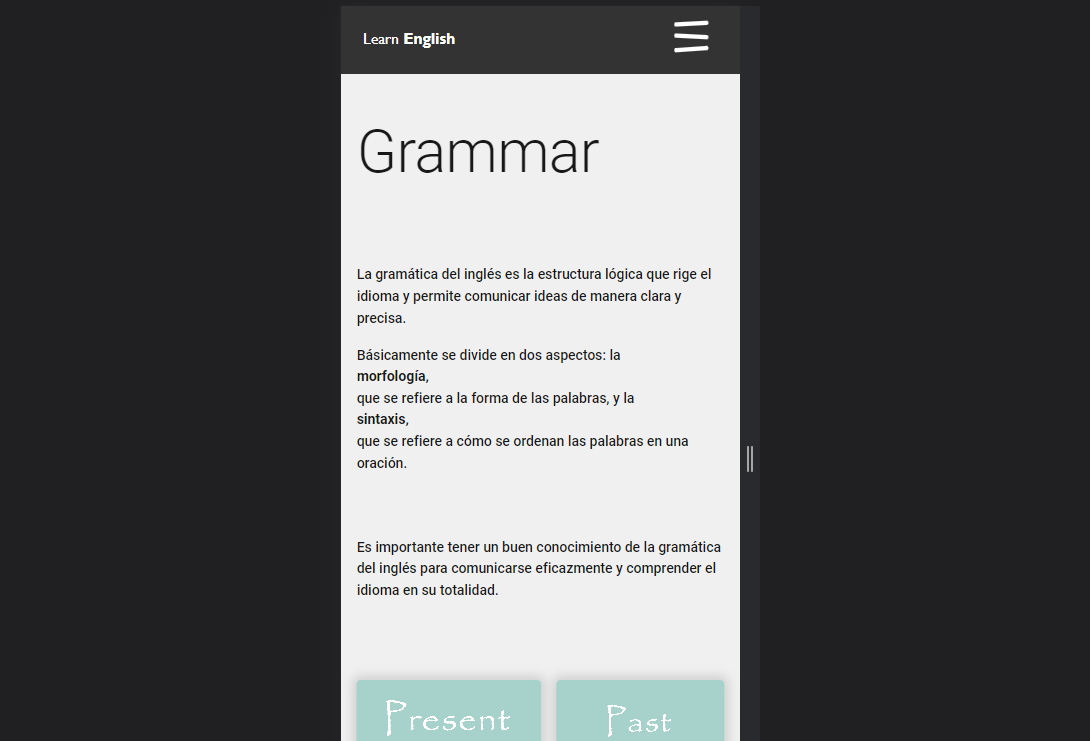 Learn English
Grammar
La gramática del inglés es la estructura lógica que rige el
idioma y permite comunicar ideas de manera clara y
precisa.
Básicamente se divide en dos aspectos: la
morfología,
que se refiere a la forma de las palabras, y la
sintaxis,
que se refiere a cómo se ordenan las palabras en una
oración.
Es importante tener un buen conocimiento de la gramática
del inglés para comunicarse eficazmente y comprender el
idioma en su totalidad.
Present Past